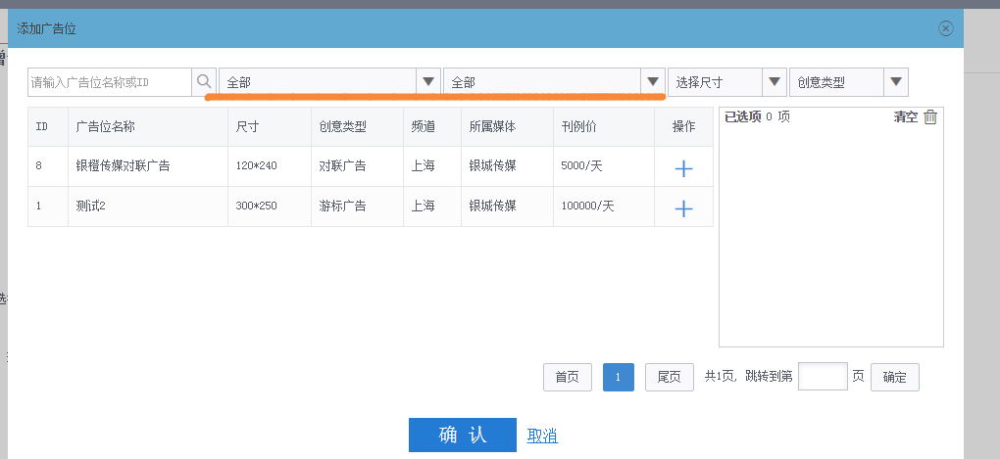 添加广告位
请输入广告位名称或ID 全部 全部 选择尺寸 创意类型
ID 广告位名称 尺寸 创意类型 频道 所属媒体 刊例价 操作
已选项 0 项 清空
8 银橙传媒对联广告 120*240 对联广告 上海 银城传媒 5000/天
1 测试2 300*250 游标广告 上海 银城传媒 100000/天
首页 1 尾页 共1页, 跳转到第 页 确定
确 认 取消